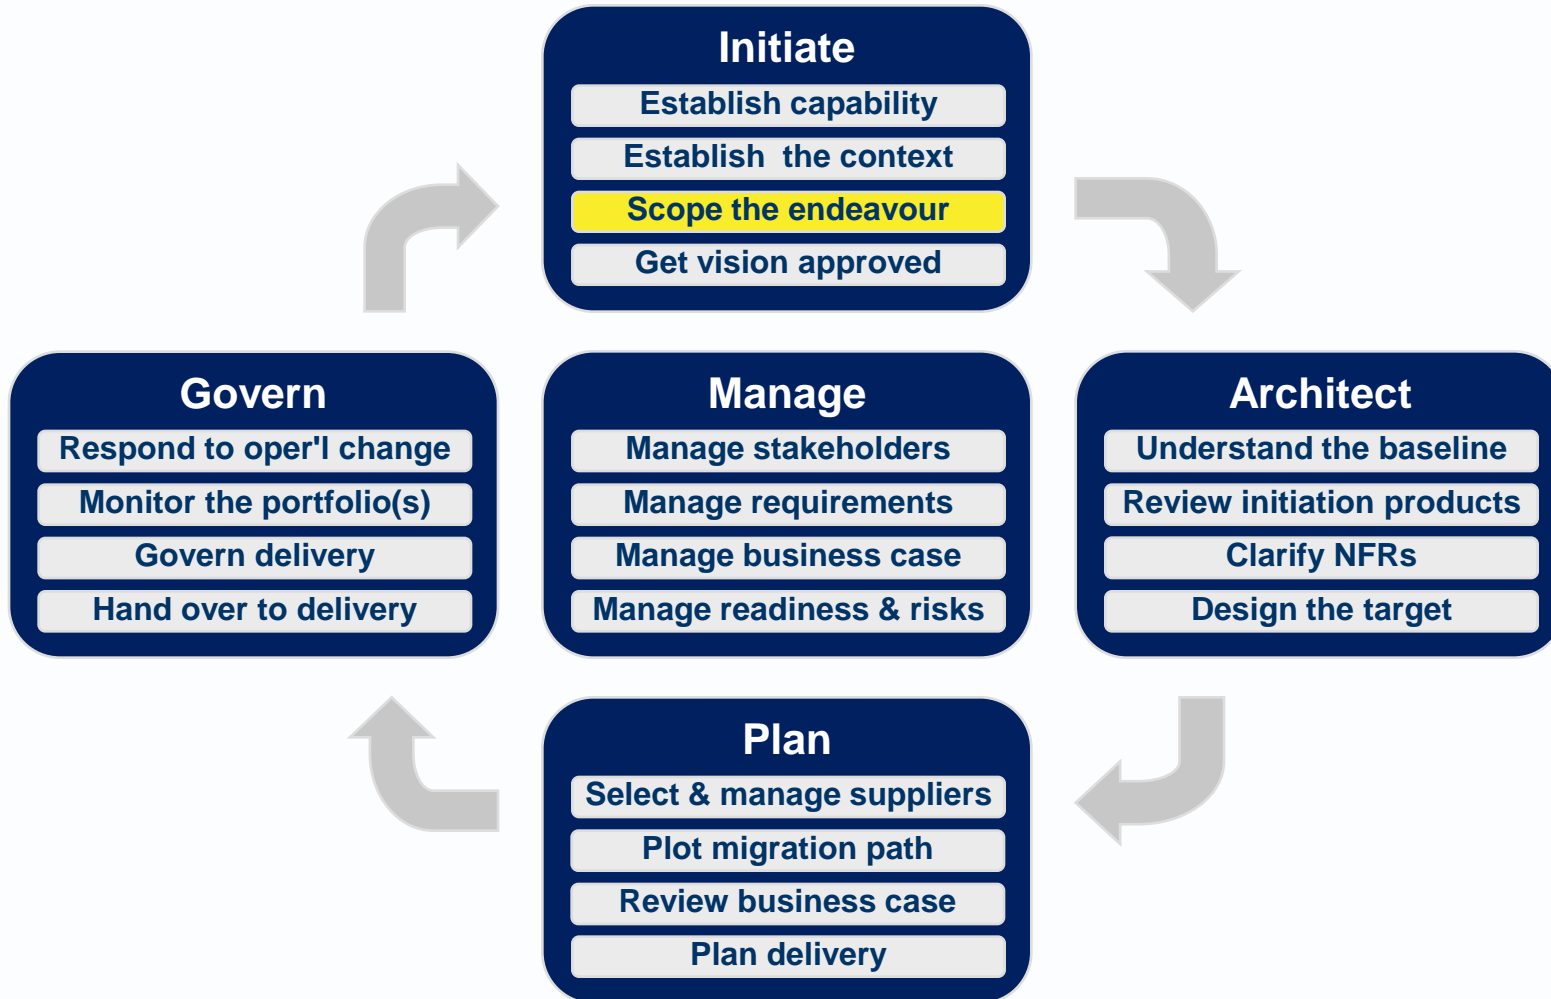 Initiate
Establish capability
Establish  the context
Scope the endeavour
Get vision approved
Govern
Respond to oper'l change
Monitor the portfolio(s)
Govern delivery
Hand over to delivery
Manage
Manage stakeholders
Manage requirements
Manage business case
Manage readiness & risks
Architect
Understand the baseline
Review initiation products
Clarify NFRs
Design the target
Plan
Select & manage suppliers
Plot migration path
Review business case
Plan delivery